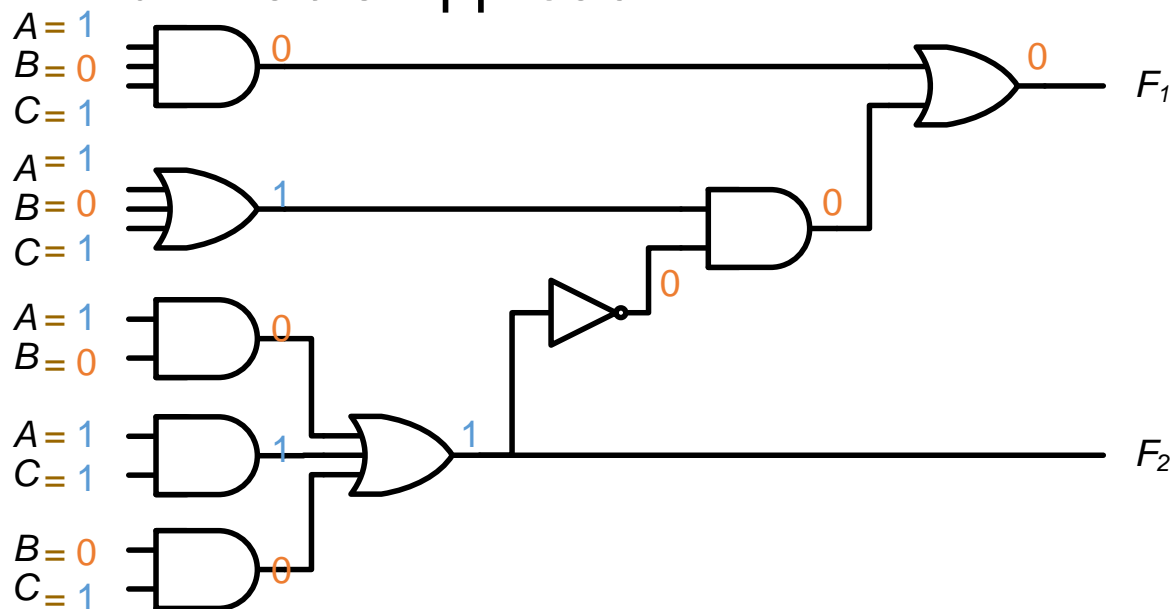 A = 1
0
0
B = 0
F1
C = 1
A = 1
B = 0
1
0
C = 1
0
A = 1
0
B = 0
A = 1
1
1
C = 1
F2
B = 0
0
C = 1